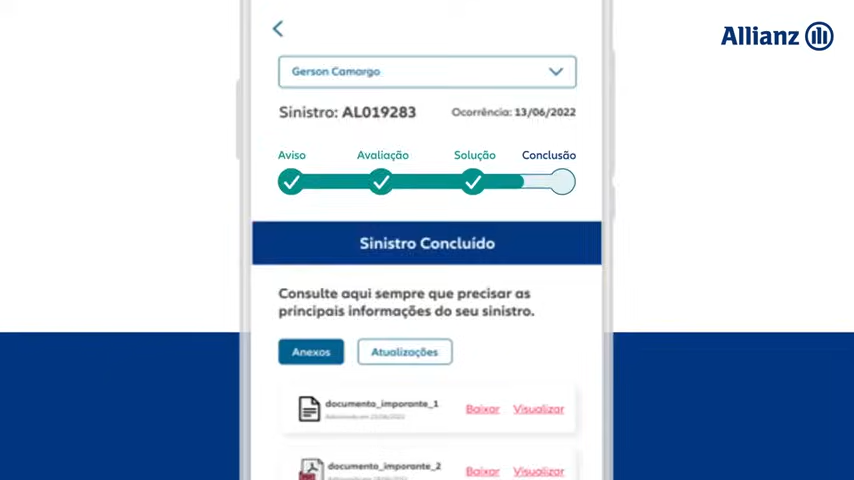 Allianz
Gerson Camargo
Sinistro: AL019283
Ocorrência: 13/06/2022
Aviso
Avaliação
Solução
Conclusão
Sinistro Concluído
Consulte aqui sempre que precisar as
principais informações do seu sinistro.
Anexos
Atualizações
documento_imporante_1
Baixar
Visualizar
documento_imporante_2
Baixar
Visualizar